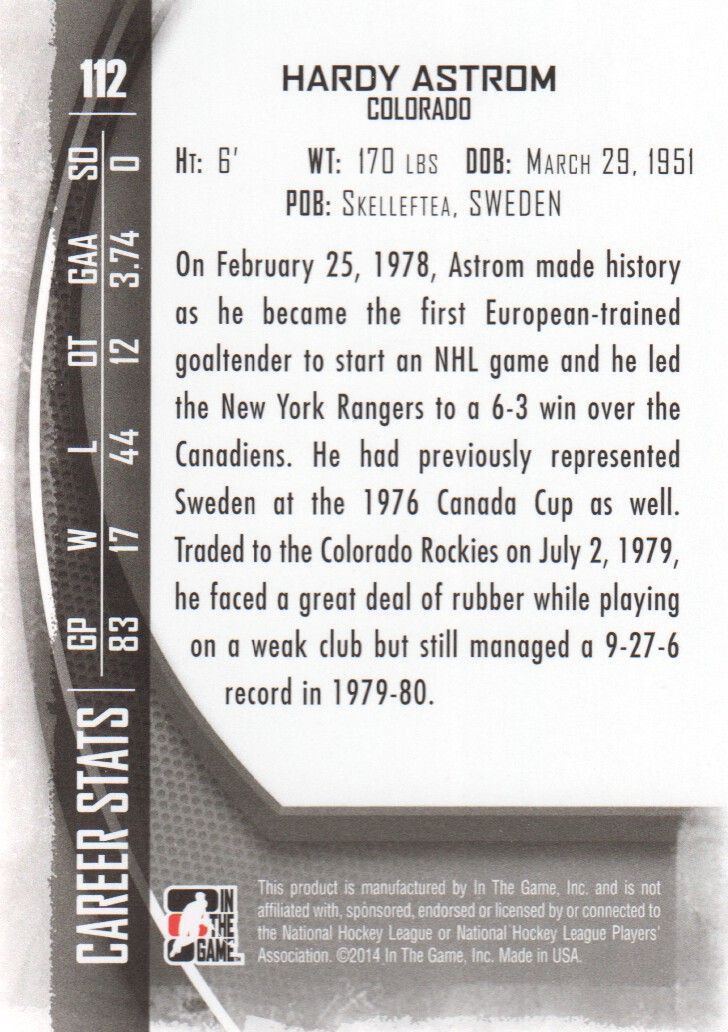 112
HARDY ASTROM
COLORADO
HT: 6' WT: 170 LBS DOB: MARCH 29, 1951
POB: SKELLEFTEA, SWEDEN
On February 25, 1978, Astrom made history
as he became the first European-trained
goaltender to start an NHL game and he led
the New York Rangers to a 6-3 win over the
Canadiens. He had previously represented
Sweden at the 1976 Canada Cup as well.
Traded to the Colorado Rockies on July 2, 1979,
he faced a great deal of rubber while playing
on a weak club but still managed a 9-27-6
record in 1979-80.
CAREER STATS GP W L OT GAA SO
83 17 44 12 3.74 0
IN
THE
GAME
This product is manufactured by In The Game, Inc. and is not
affiliated with, sponsored, endorsed or licensed by or connected to
the National Hockey League or National Hockey League Players'
Association. ©2014 In The Game, Inc. Made in USA.